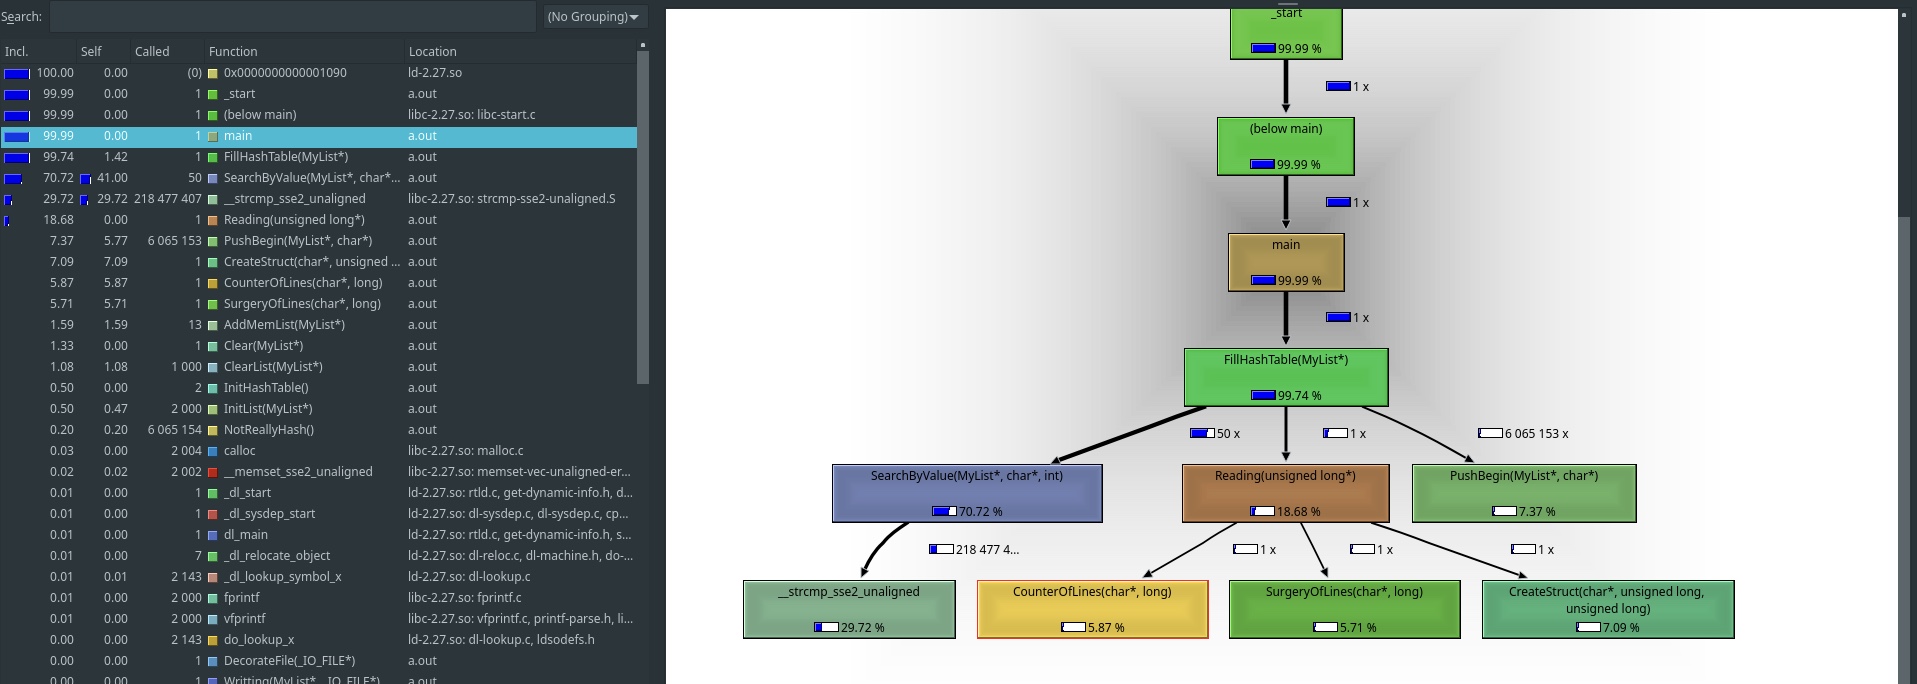 Search:
(No Grouping)
Incl. Self Called Function Location
100.00 0.00 (0) 0x0000000000001090 ld-2.27.so
99.99 0.00 1 _start a.out
99.99 0.00 1 (below main) libc-2.27.so: libc-start.c
99.99 0.00 1 main a.out
99.74 1.42 1 FillHashTable(MyList*) a.out
70.72 41.00 50 SearchByValue(MyList*, char*... a.out
29.72 29.72 218 477 407 __strcmp_sse2_unaligned libc-2.27.so: strcmp-sse2-unaligned.S
18.68 0.00 1 Reading(unsigned long*) a.out
7.37 5.77 6 065 153 PushBegin(MyList*, char*) a.out
7.09 7.09 1 CreateStruct(char*, unsigned ... a.out
5.87 5.87 1 CounterOfLines(char*, long) a.out
5.71 5.71 1 SurgeryOfLines(char*, long) a.out
1.59 1.59 13 AddMemList(MyList*) a.out
1.33 0.00 1 Clear(MyList*) a.out
1.08 1.08 1 000 ClearList(MyList*) a.out
0.50 0.00 2 InitHashTable() a.out
0.50 0.47 2 000 InitList(MyList*) a.out
0.20 0.20 6 065 154 NotReallyHash() a.out
0.03 0.00 2 004 calloc libc-2.27.so: malloc.c
0.02 0.02 2 002 __memset_sse2_unaligned libc-2.27.so: memset-vec-unaligned-er...
0.01 0.00 1 _dl_start ld-2.27.so: rtld.c, get-dynamic-info.h, d...
0.01 0.00 1 _dl_sysdep_start ld-2.27.so: dl-sysdep.c, dl-sysdep.c, cp...
0.01 0.00 1 dl_main ld-2.27.so: rtld.c, get-dynamic-info.h, s...
0.01 0.00 7 _dl_relocate_object ld-2.27.so: dl-reloc.c, dl-machine.h, do-...
0.01 0.01 2 143 _dl_lookup_symbol_x ld-2.27.so: dl-lookup.c
0.01 0.00 2 000 fprintf libc-2.27.so: fprintf.c
0.01 0.00 2 000 vfprintf libc-2.27.so: vfprintf.c, printf-parse.h, li...
0.00 0.00 2 143 do_lookup_x ld-2.27.so: dl-lookup.c, ldsodefs.h
0.00 0.00 1 DecorateFile(_IO_FILE*) a.out
0.00 0.00 1 Writting(MyList*, _IO_FILE*) a.out
_start
99.99 %
1 x
(below main)
99.99 %
1 x
main
99.99 %
1 x
FillHashTable(MyList*)
99.74 %
50 x 1 x 6 065 153 x
SearchByValue(MyList*, char*, int)
70.72 %
Reading(unsigned long*)
18.68 %
PushBegin(MyList*, char*)
7.37 %
218 477 4... 1 x 1 x 1 x
__strcmp_sse2_unaligned
29.72 %
CounterOfLines(char*, long)
5.87 %
SurgeryOfLines(char*, long)
5.71 %
CreateStruct(char*, unsigned long,
unsigned long)
7.09 %